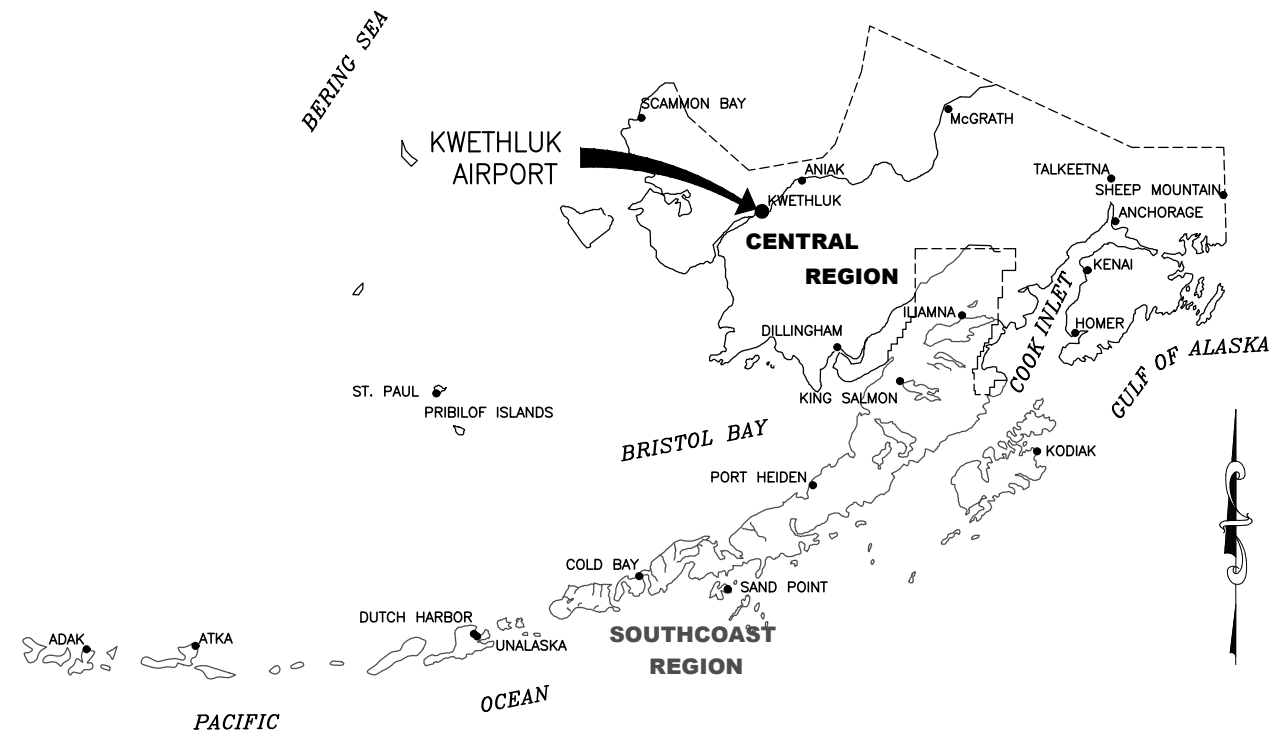 BERING SEA
SCAMMON BAY
McGRATH
KWETHLUK
AIRPORT
ANIAK
TALKEETNA
SHEEP MOUNTAIN
KWETHLUK
ANCHORAGE
CENTRAL
REGION
KENAI
COOK INLET
ILIAMNA
HOMER
DILLINGHAM
GULF OF ALASKA
ST. PAUL
KING SALMON
PRIBILOF ISLANDS
BRISTOL BAY
KODIAK
PORT HEIDEN
COLD BAY
SAND POINT
DUTCH HARBOR
SOUTHCOAST
REGION
ADAK
ATKA
UNALASKA
OCEAN
PACIFIC